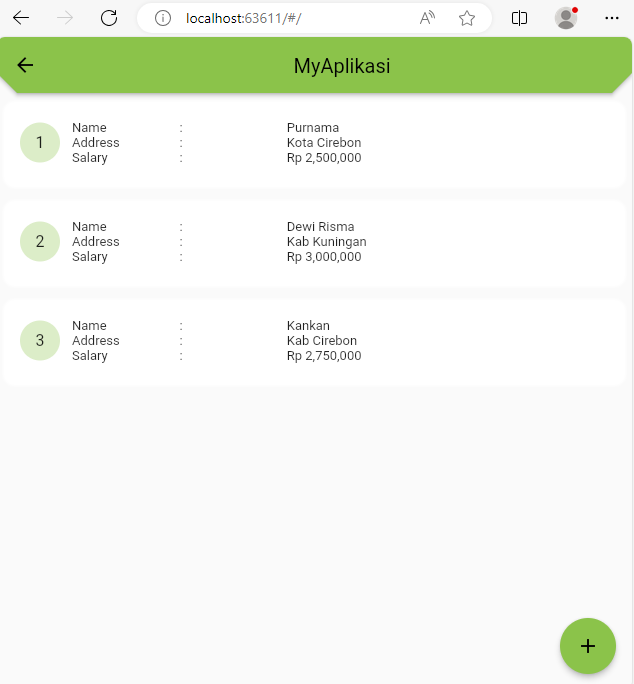 localhost:63611/#/
A
MyAplikasi
1
Name : Purnama
Address : Kota Cirebon
Salary : Rp 2,500,000
2
Name : Dewi Risma
Address : Kab Kuningan
Salary : Rp 3,000,000
3
Name : Kankan
Address : Kab Cirebon
Salary : Rp 2,750,000